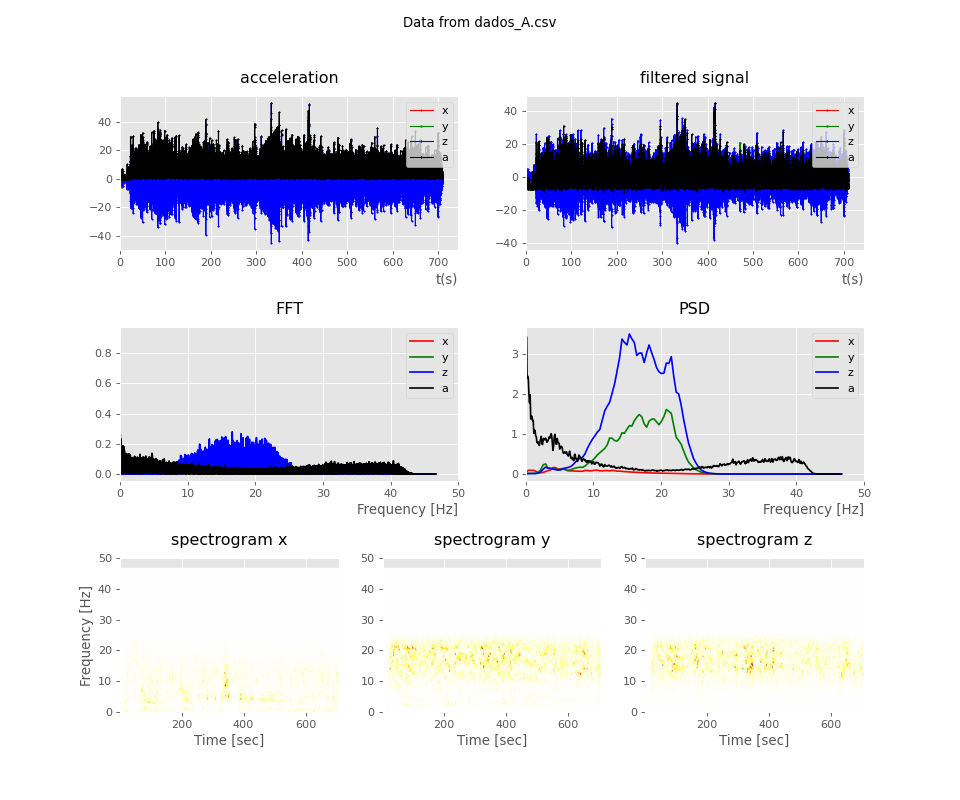 Data from dados_A.csv
acceleration
filtered signal
40
20
0
−20
−40
0 100 200 300 400 500 600 700
t(s)
x
y
z
a
40
20
0
−20
−40
0 100 200 300 400 500 600 700
t(s)
x
y
z
a
FFT
PSD
0.8
0.6
0.4
0.2
0.0
0 10 20 30 40 50
Frequency [Hz]
x
y
z
a
3
2
1
0
0 10 20 30 40 50
Frequency [Hz]
x
y
z
a
spectrogram x
spectrogram y
spectrogram z
Frequency [Hz]
50
40
30
20
10
0
200 400 600
Time [sec]
50
40
30
20
10
0
200 400 600
Time [sec]
50
40
30
20
10
0
200 400 600
Time [sec]